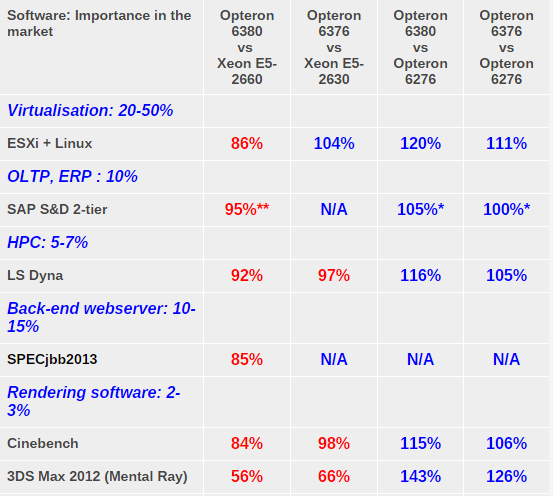 Software: Importance in the market Opteron 6380 vs Xeon E5-2660 Opteron 6376 vs Xeon E5-2630 Opteron 6380 vs Opteron 6276 Opteron 6376 vs Opteron 6276
Virtualisation: 20-50%
ESXi + Linux 86% 104% 120% 111%
OLTP, ERP : 10%
SAP S&D 2-tier 95%** N/A 105%* 100%*
HPC: 5-7%
LS Dyna 92% 97% 116% 105%
Back-end webserver: 10-
15%
SPECjbb2013 85% N/A N/A N/A
Rendering software: 2-
3%
Cinebench 84% 98% 115% 106%
3DS Max 2012 (Mental Ray) 56% 66% 143% 126%